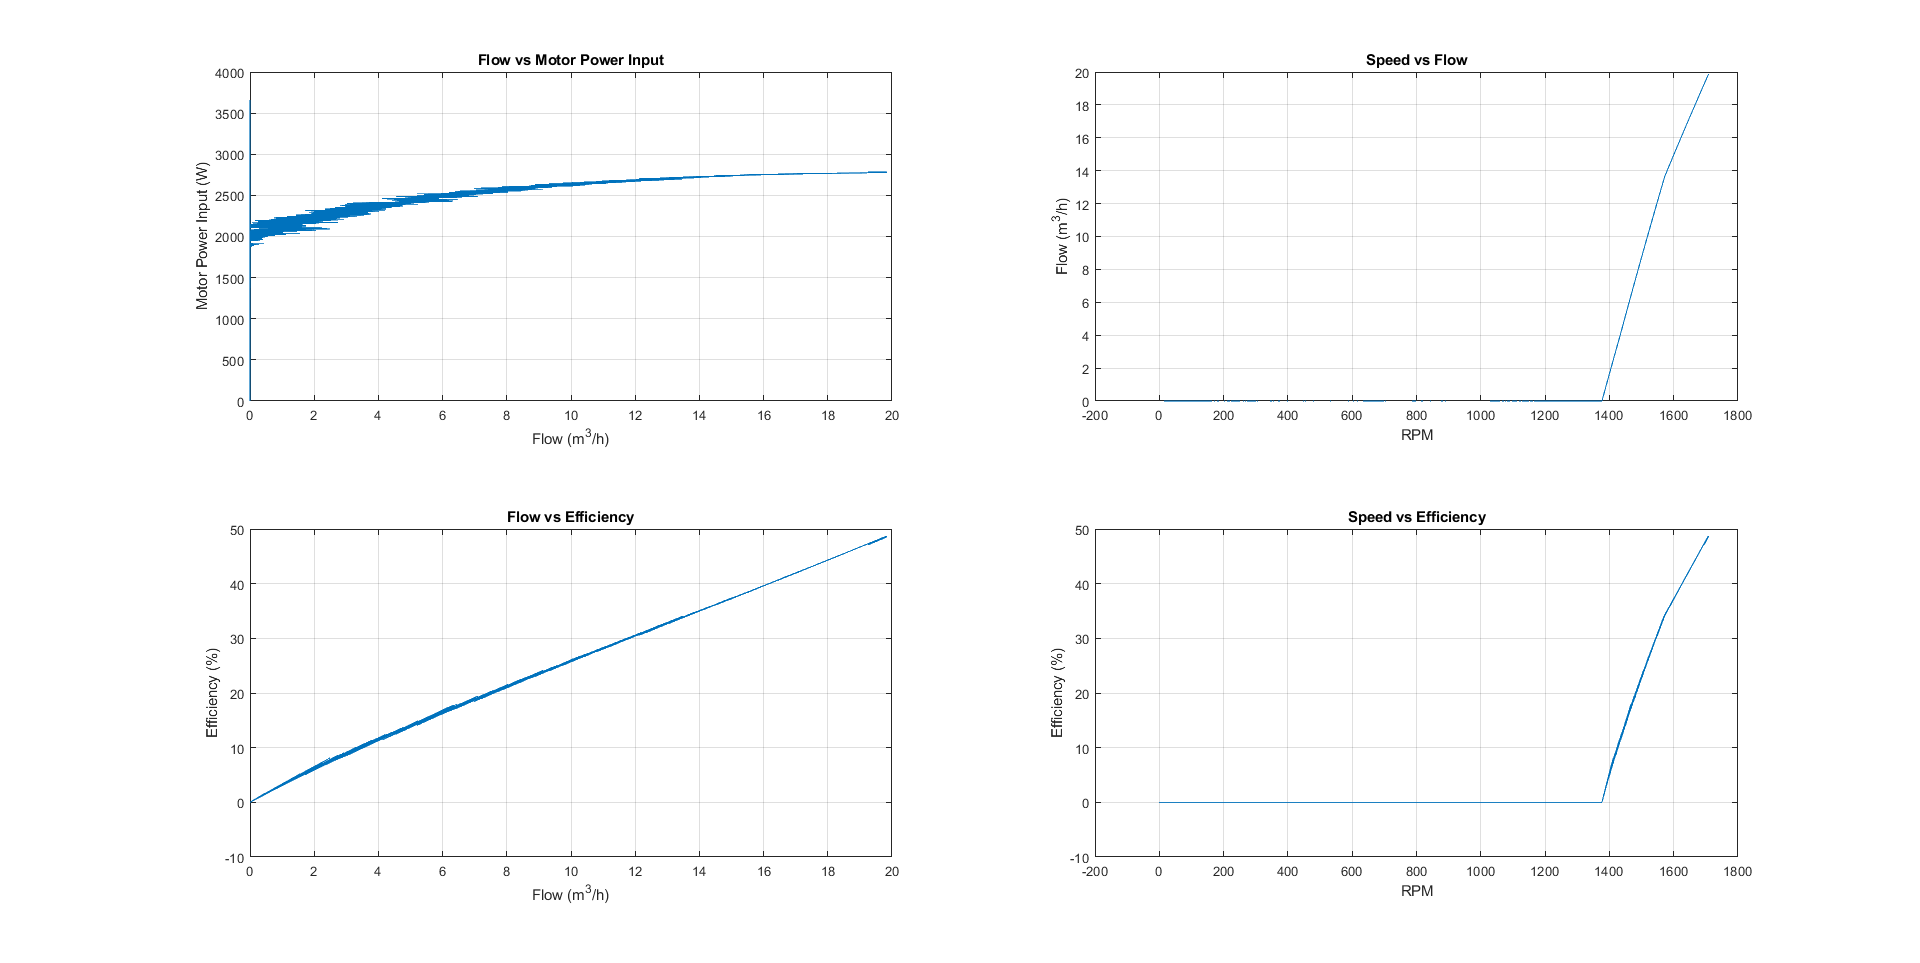 Flow vs Motor Power Input
4000
3500
3000
2500
2000
1500
1000
500
0
Motor Power Input (W)
0 2 4 6 8 10 12 14 16 18 20
Flow (m³/h)
Speed vs Flow
20
18
16
14
12
10
8
6
4
2
0
Flow (m³/h)
-200 0 200 400 600 800 1000 1200 1400 1600 1800
RPM
Flow vs Efficiency
50
40
30
20
10
0
-10
Efficiency (%)
0 2 4 6 8 10 12 14 16 18 20
Flow (m³/h)
Speed vs Efficiency
50
40
30
20
10
0
-10
Efficiency (%)
-200 0 200 400 600 800 1000 1200 1400 1600 1800
RPM